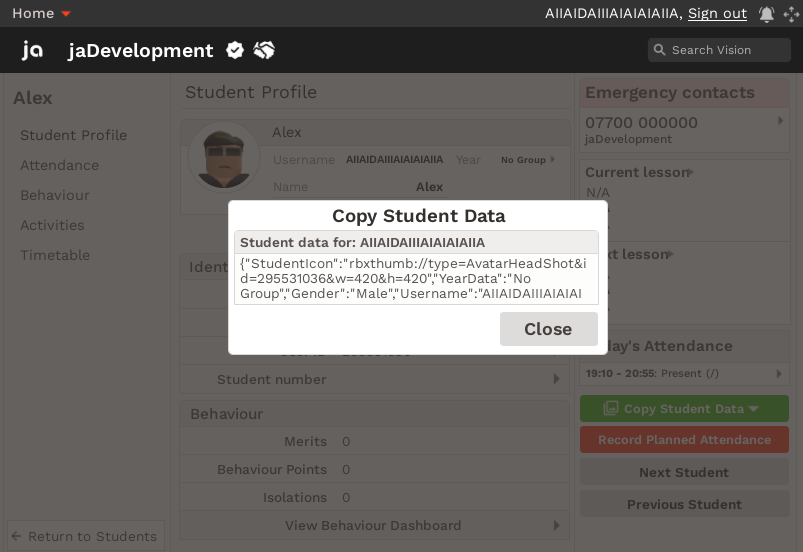 Home
AIIAIDAIIIAIAIAIAIIA, Sign out
ja
jaDevelopment
Search Vision
Alex
Student Profile
Attendance
Behaviour
Activities
Timetable
Return to Students
Student Profile
Alex
Username AIIAIDAIIIAIAIAIAIIA Year No Group
Name Alex
Ident
Student number
Behaviour
Merits 0
Behaviour Points 0
Isolations 0
View Behaviour Dashboard
Copy Student Data
Student data for: AIIAIDAIIIAIAIAIAIIA
{"StudentIcon":"rbxthumb://type=AvatarHeadShot&i
d=295531036&w=420&h=420","YearData":"No
Group","Gender":"Male","Username":"AIIAIDAIIIAIAIAI
Close
Emergency contacts
07700 000000
jaDevelopment
Current lesson
N/A
xt lesson
day's Attendance
19:10 - 20:55: Present (/)
Copy Student Data
Record Planned Attendance
Next Student
Previous Student